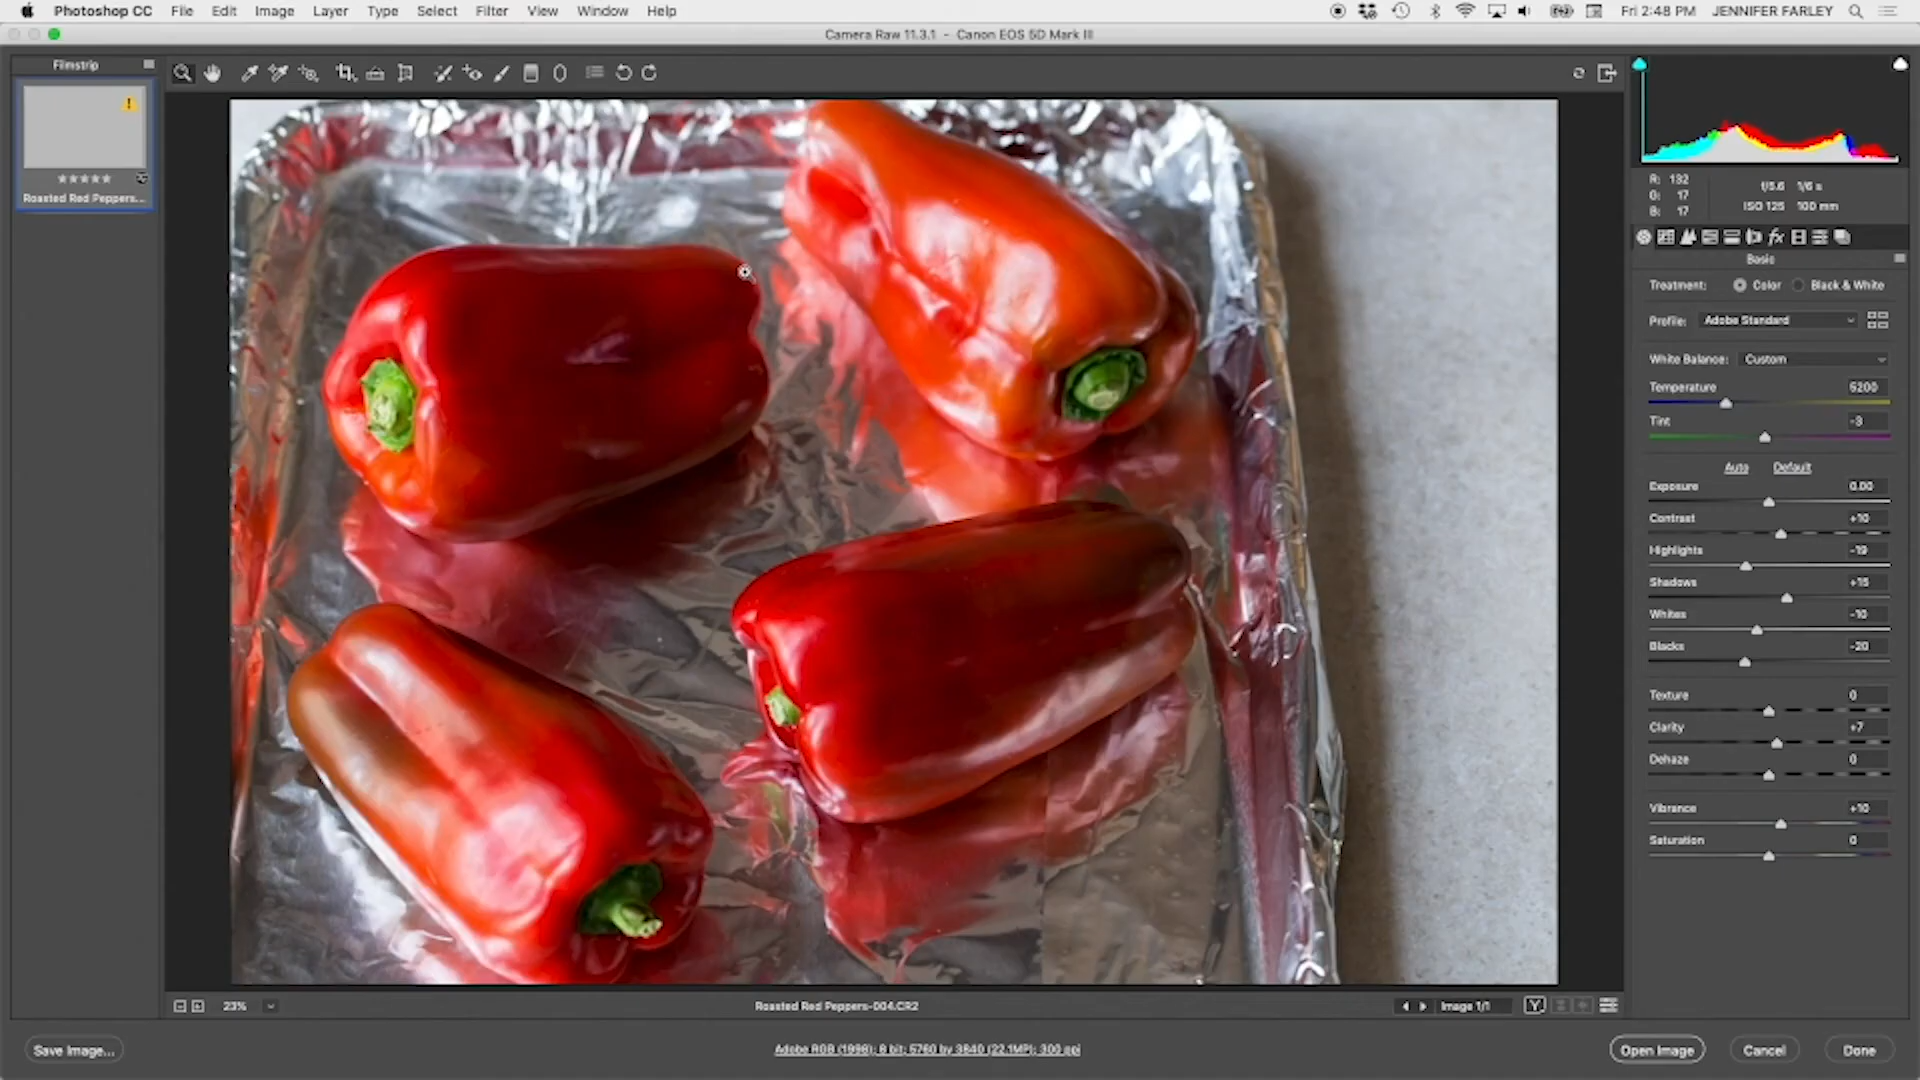 Photoshop CC File Edit Image Layer Type Select Filter View Window Help Fri 2:48 PM JENNIFER FARLEY
Camera Raw 11.3.1 - Canon EOS 5D Mark III
Filmstrip
Roasted Red Peppers...
R: 132
G: 17
B: 17
f/5.6 1/6 s
ISO 125 100 mm
Basic
Treatment: Color Black & White
Profile: Adobe Standard
White Balance: Custom
Temperature 5200
Tint -3
Auto Default
Exposure 0.00
Contrast +10
Highlights -19
Shadows +15
Whites -10
Blacks -20
Texture 0
Clarity +7
Dehaze 0
Vibrance +10
Saturation 0
23% Roasted Red Peppers-004.CR2 Image 1/1 Y
Save Image... Adobe RGB (1998); 8 bit; 5760 by 3840 (22.1MP); 300 ppi Open Image Cancel Done